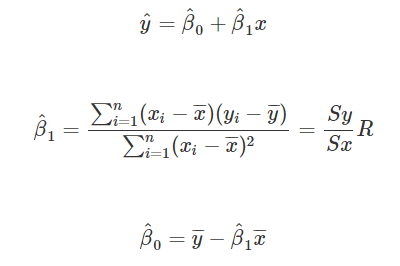 ŷ = β̂₀ + β̂₁x
β̂₁ = ∑ⁿᵢ₌₁(xᵢ − x̅)(yᵢ − y̅) / ∑ⁿᵢ₌₁(xᵢ − x̅)² = Sy / Sx R
β̂₀ = y̅ − β̂₁x̅